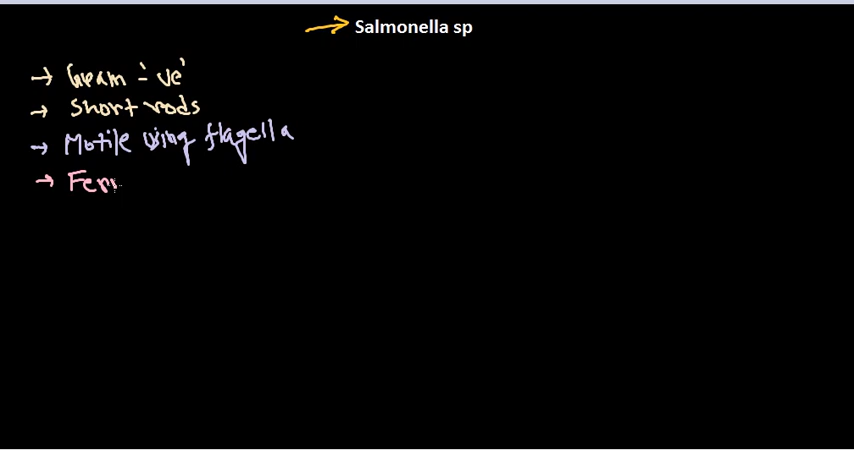 → Salmonella sp
→ Gram '-ve'
→ Short rods
→ Motile using flagella
→ Fer